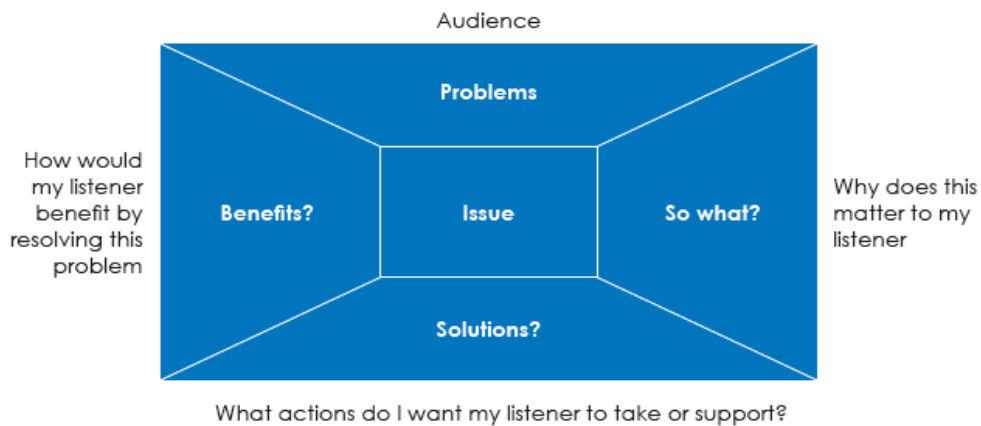 Audience
Problems
How would
my listener
benefit by
resolving this
problem
Benefits?
Issue
So what?
Why does this
matter to my
listener
Solutions?
What actions do I want my listener to take or support?